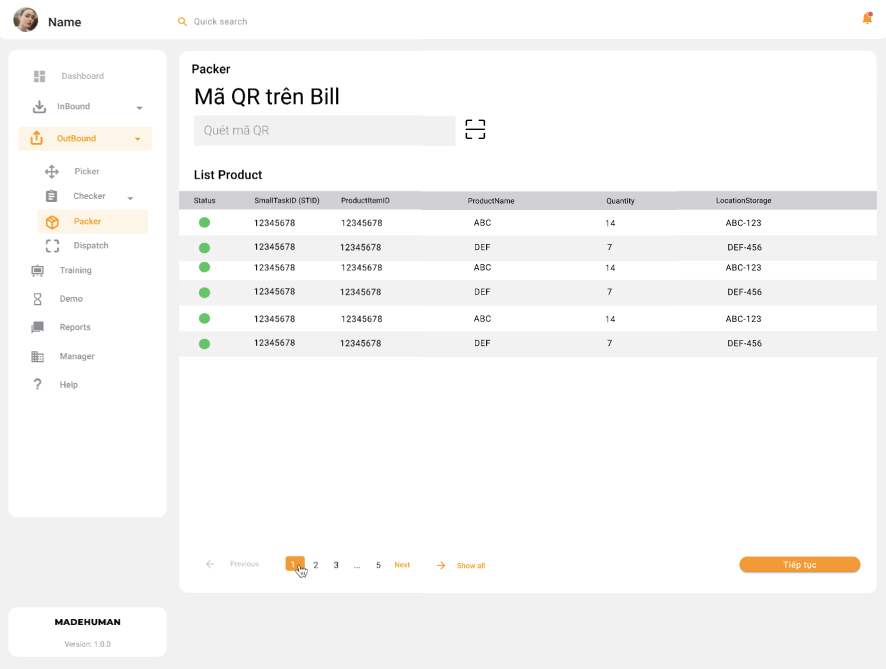 Name
Quick search
Dashboard
InBound
OutBound
Picker
Checker
Packer
Dispatch
Training
Demo
Reports
Manager
? Help
MADEHUMAN
Version: 1.0.0
Packer
Mã QR trên Bill
Quét mã QR
List Product
Status SmallTaskID (STID) ProductItemID ProductName Quantity LocationStorage
12345678 12345678 ABC 14 ABC-123
12345678 12345678 DEF 7 DEF-456
12345678 12345678 ABC 14 ABC-123
12345678 12345678 DEF 7 DEF-456
12345678 12345678 ABC 14 ABC-123
12345678 12345678 DEF 7 DEF-456
Previous 1 2 3 ... 5 Next Show all
Tiếp tục